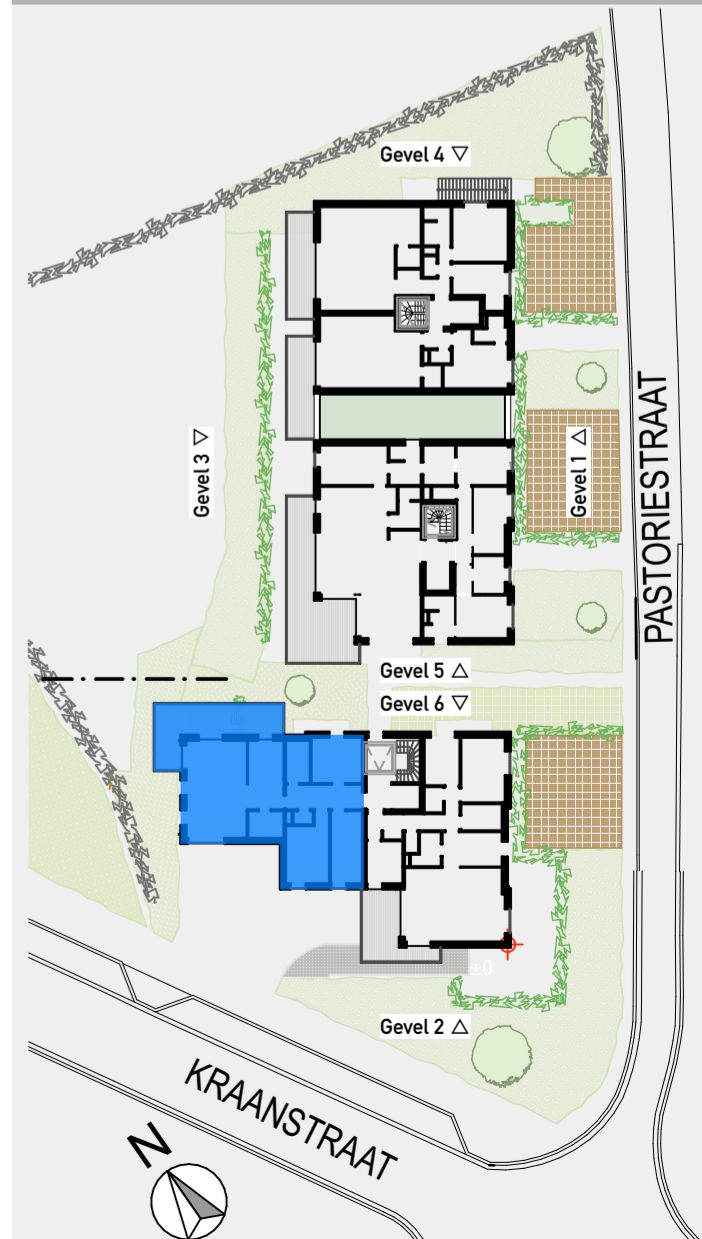 Gevel 4 ▽
Gevel 3 ▽
Gevel 1 △
PASTORIESTRAAT
Gevel 5 △
Gevel 6 ▽
±0
Gevel 2 △
KRAANSTRAAT
N